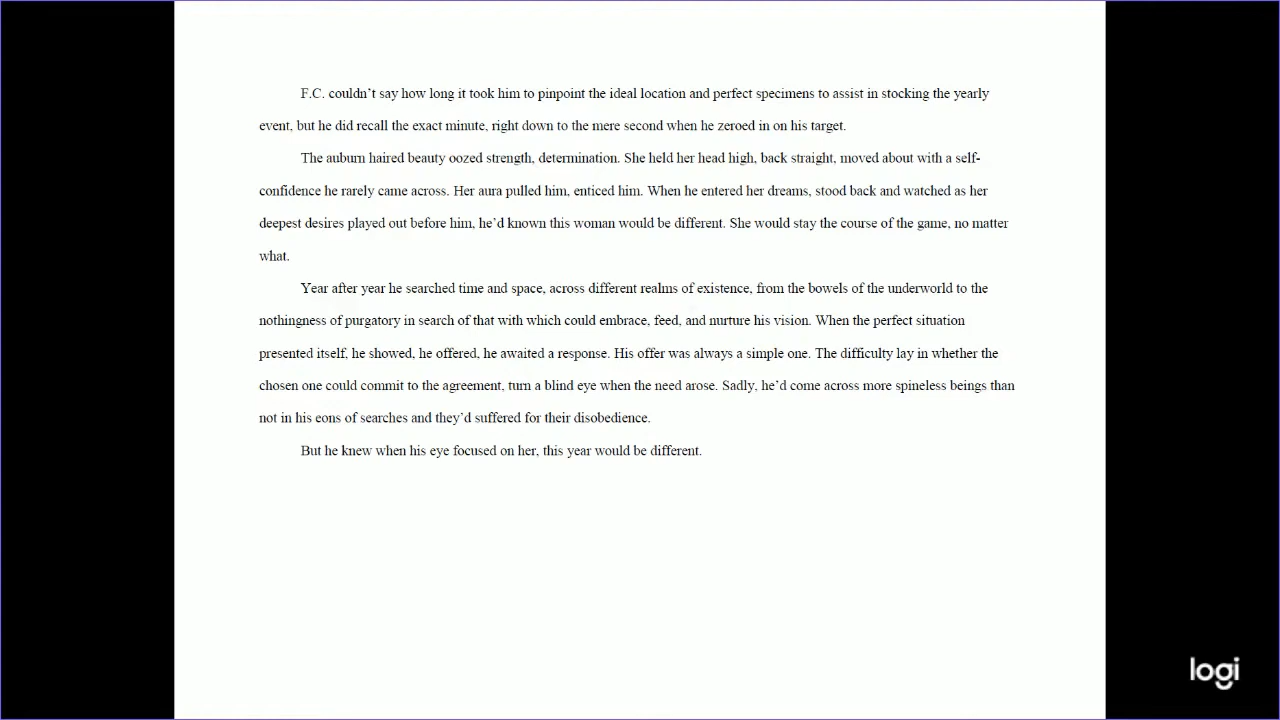 F.C. couldn’t say how long it took him to pinpoint the ideal location and perfect specimens to assist in stocking the yearly
event, but he did recall the exact minute, right down to the mere second when he zeroed in on his target.
The auburn haired beauty oozed strength, determination. She held her head high, back straight, moved about with a self-
confidence he rarely came across. Her aura pulled him, enticed him. When he entered her dreams, stood back and watched as her
deepest desires played out before him, he’d known this woman would be different. She would stay the course of the game, no matter
what.
Year after year he searched time and space, across different realms of existence, from the bowels of the underworld to the
nothingness of purgatory in search of that with which could embrace, feed, and nurture his vision. When the perfect situation
presented itself, he showed, he offered, he awaited a response. His offer was always a simple one. The difficulty lay in whether the
chosen one could commit to the agreement, turn a blind eye when the need arose. Sadly, he’d come across more spineless beings than
not in his eons of searches and they’d suffered for their disobedience.
But he knew when his eye focused on her, this year would be different.
logi